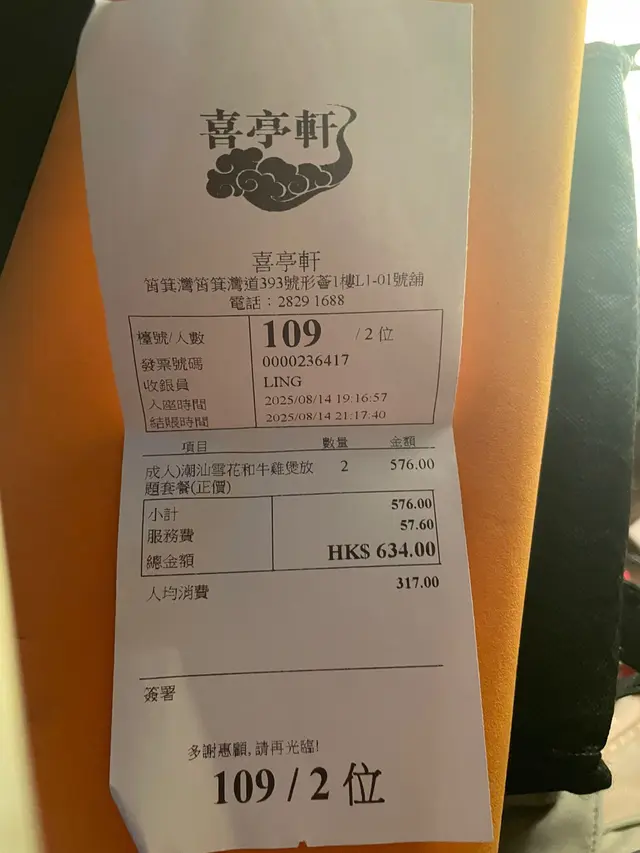 喜亭軒
喜亭軒
筲箕灣筲箕灣道393號形薈1樓L1-01號舖
電話：2829 1688
檯號/人數 109 / 2 位
發票號碼 0000236417
收銀員 LING
入座時間 2025/08/14 19:16:57
結賬時間 2025/08/14 21:17:40
項目 數量 金額
成人)潮汕雪花和牛雞煲放 2 576.00
題套餐(正價)
小計 576.00
服務費 57.60
總金額 HK$ 634.00
人均消費 317.00
簽署
多謝惠顧,請再光臨!
109 / 2 位